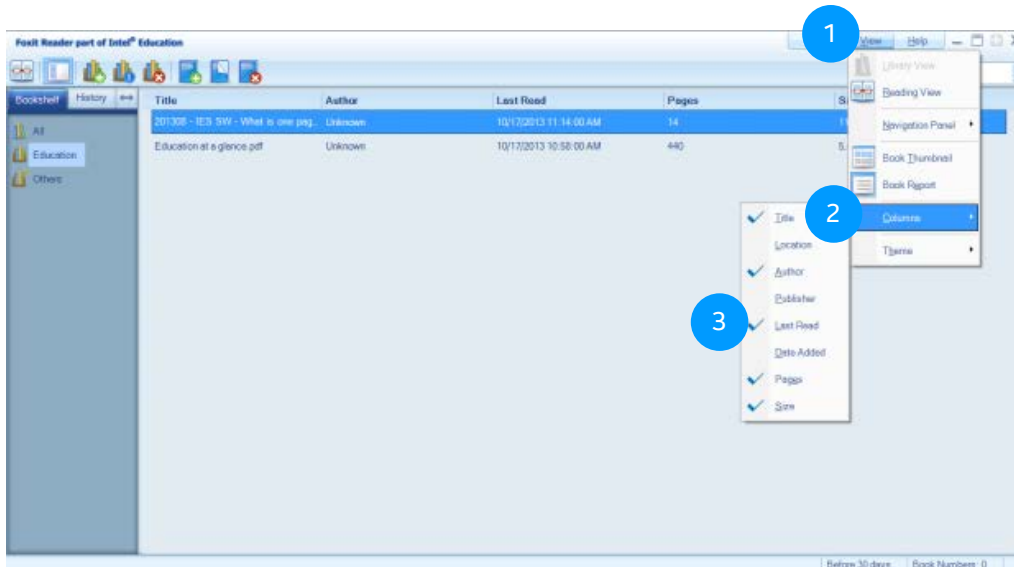 Foxit Reader part of Intel® Education
1
View Help
Bookshelf History
Title Author Last Read Pages S
201308 - IES SW - What is one pag.. Unknown 10/17/2013 11:14:00 AM 14 11
Education at a glance.pdf Unknown 10/17/2013 10:58:00 AM 440 5.
All
Education
Others
Library View
Reading View
Navigation Panel
Book Thumbnail
Book Report
2
Columns
Theme
Title
Location
Author
Publisher
3
Last Read
Date Added
Pages
Size
Before 30 days Book Numbers: 0